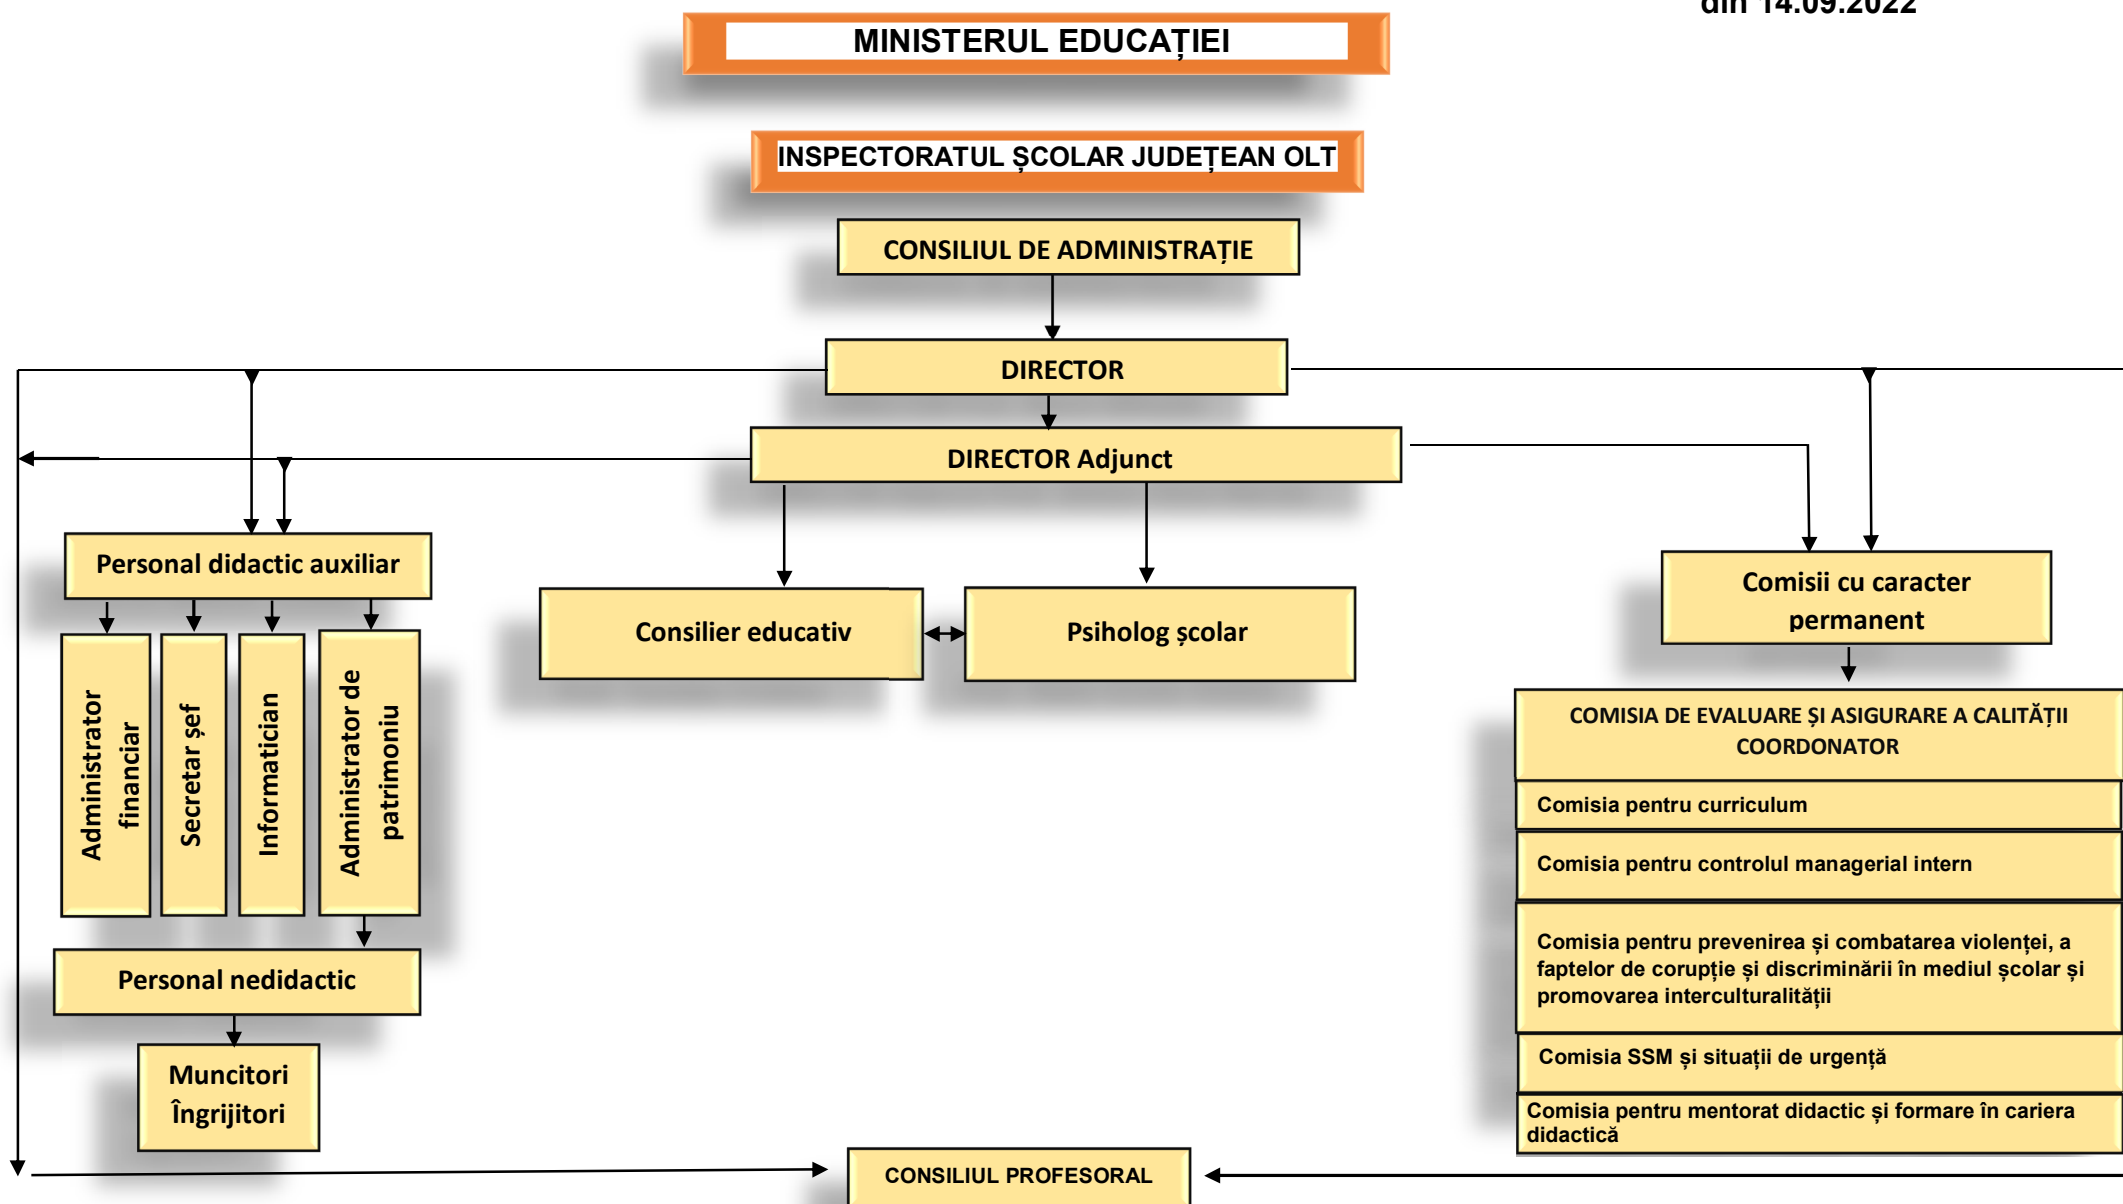 din 14.09.2022
MINISTERUL EDUCAȚIEI
INSPECTORATUL ȘCOLAR JUDEȚEAN OLT
CONSILIUL DE ADMINISTRAȚIE
DIRECTOR
DIRECTOR Adjunct
Personal didactic auxiliar
Administrator
financiar
Secretar șef
Informatician
Administrator de
patrimoniu
Personal nedidactic
Muncitori
Îngrijitori
Consilier educativ
Psiholog școlar
Comisii cu caracter
permanent
COMISIA DE EVALUARE ȘI ASIGURARE A CALITĂȚII
COORDONATOR
Comisia pentru curriculum
Comisia pentru controlul managerial intern
Comisia pentru prevenirea și combatarea violenței, a
faptelor de corupție și discriminării în mediul școlar și
promovarea interculturalității
Comisia SSM și situații de urgență
Comisia pentru mentorat didactic și formare în cariera
didactică
CONSILIUL PROFESORAL